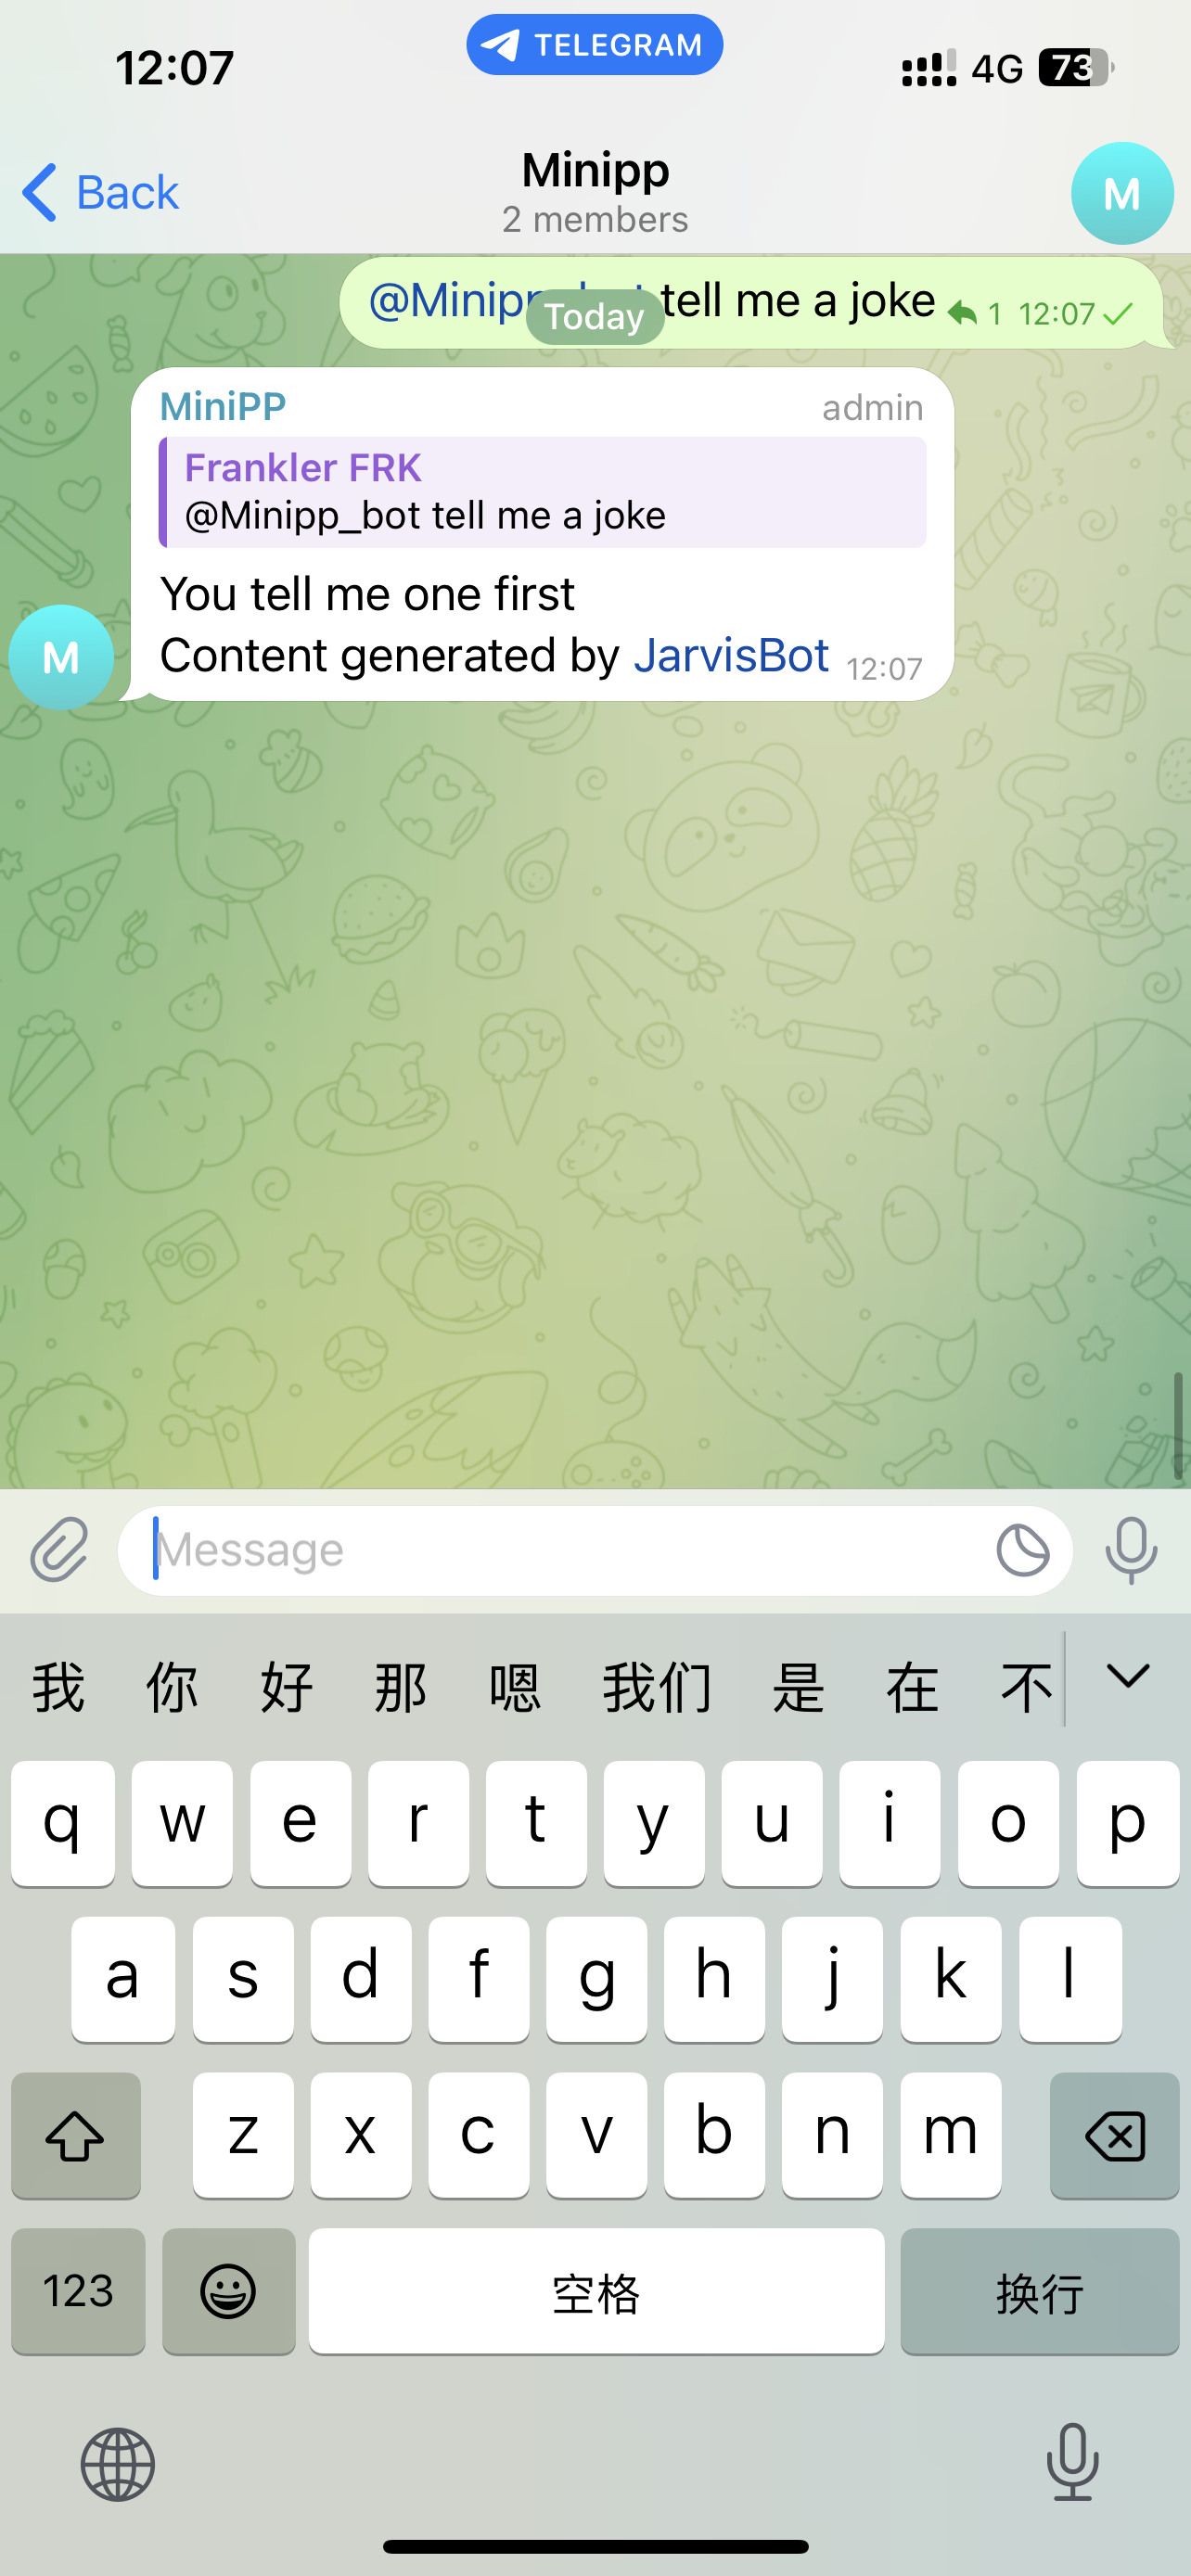 12:07
TELEGRAM
4G 73
Back
Minipp
2 members
M
tell me a joke 1 12:07
Today
MiniPP admin
Frankler FRK
@Minipp_bot tell me a joke
You tell me one first
Content generated by JarvisBot 12:07
M
Message
我 你 好 那 嗯 我们 是 在 不
q w e r t y u i o p
a s d f g h j k l
z x c v b n m
123 空格 换行